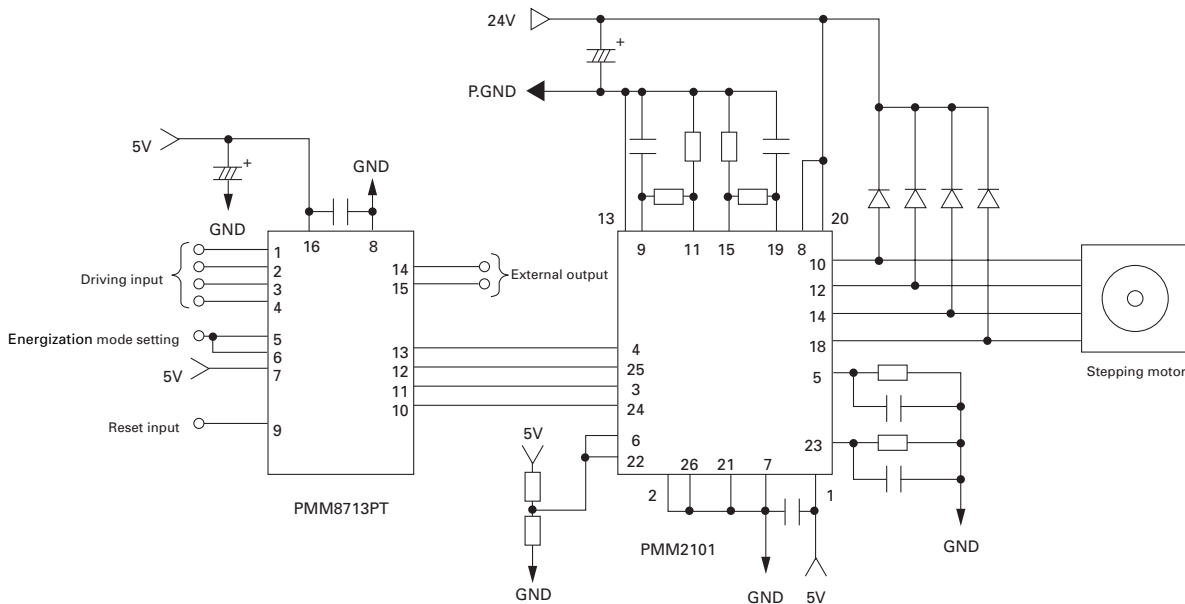 24V
P.GND
5V
GND
GND
13
20
16
8
9
11
15
19
8
Driving input
1
2
3
4
14
15
External output
10
12
14
18
Stepping motor
Energization mode setting
5
6
5V
7
13
12
11
10
4
25
3
24
5
Reset input
9
5V
6
22
23
26
21
7
2
1
PMM8713PT
PMM2101
GND
GND
GND
5V